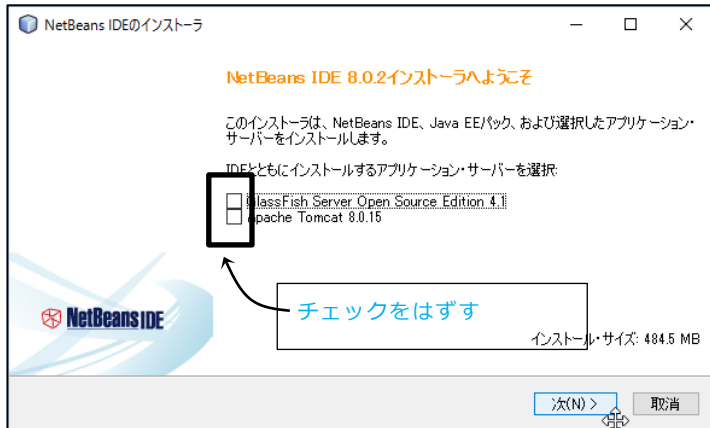 NetBeans IDEのインストーラ
NetBeans IDE 8.0.2インストーラへようこそ
このインストーラは、NetBeans IDE、Java EEパック、および選択したアプリケーション・
サーバーをインストールします。
IDEとともにインストールするアプリケーション・サーバーを選択:
GlassFish Server Open Source Edition 4.1
Apache Tomcat 8.0.15
チェックをはずす
NetBeans IDE
インストール・サイズ: 484.5 MB
次(N) >
取消